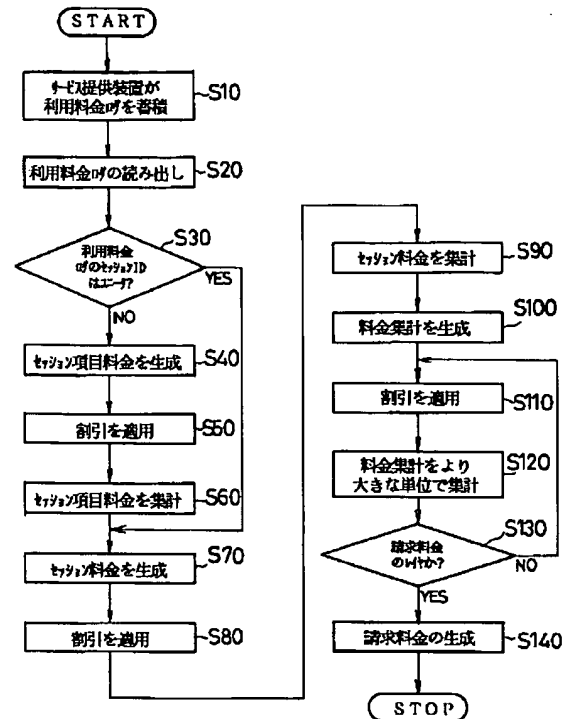 START
サービス提供装置が
利用料金ログを蓄積
S10
利用料金ログの読み出し
S20
利用料金
ログのセッションID
はユニーク?
S30
YES
NO
セッション項目料金を生成
S40
割引を適用
S50
セッション項目料金を集計
S60
セッション料金を生成
S70
割引を適用
S80
セッション料金を集計
S90
料金集計を生成
S100
割引を適用
S110
料金集計をより
大きな単位で集計
S120
請求料金
のレイヤか?
S130
NO
YES
請求料金の生成
S140
STOP